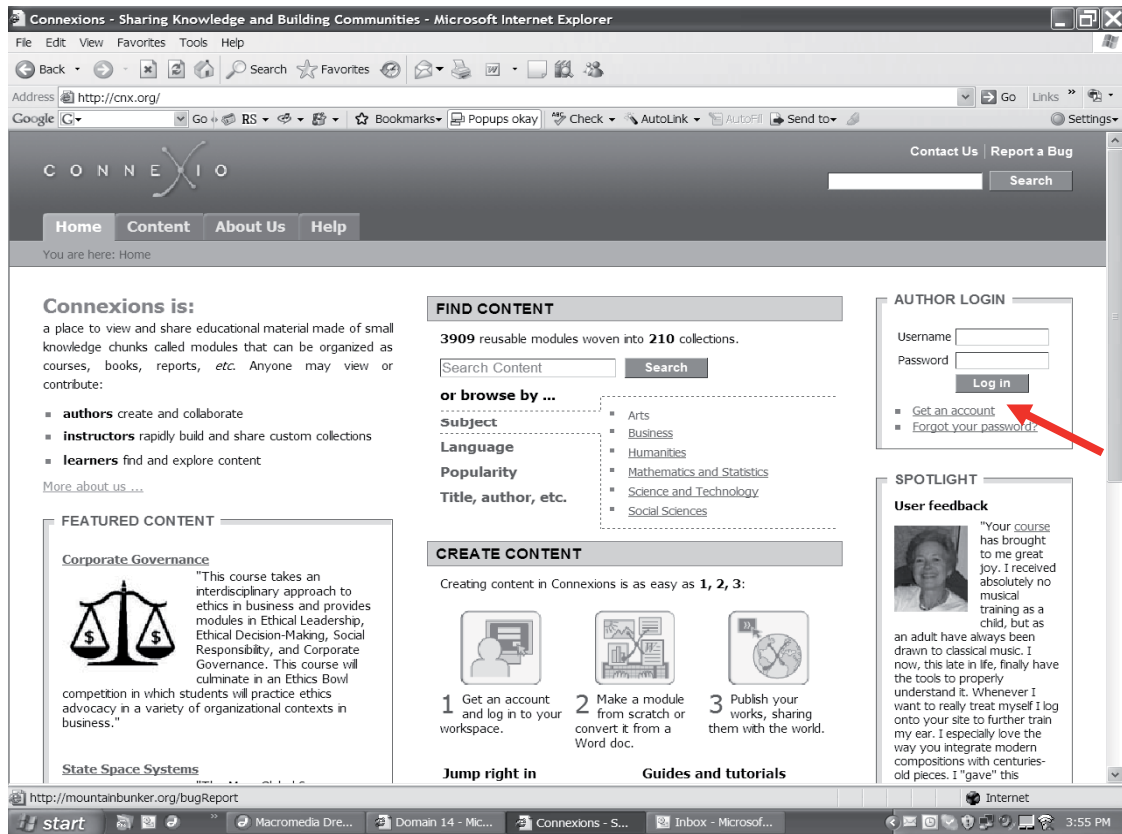 Connexions - Sharing Knowledge and Building Communities - Microsoft Internet Explorer
File Edit View Favorites Tools Help
Back Search Favorites
Address http://cnx.org/ Go Links »
Google G Go RS Bookmarks Popups okay ABC Check AutoLink AutoFill Send to Settings
CONNEXIO
Contact Us | Report a Bug
Search
Home Content About Us Help
You are here: Home
Connexions is:
a place to view and share educational material made of small
knowledge chunks called modules that can be organized as
courses, books, reports, etc. Anyone may view or
contribute:
authors create and collaborate
instructors rapidly build and share custom collections
learners find and explore content
More about us ...
FEATURED CONTENT
Corporate Governance
"This course takes an
interdisciplinary approach to
ethics in business and provides
modules in Ethical Leadership,
Ethical Decision-Making, Social
Responsibility, and Corporate
Governance. This course will
culminate in an Ethics Bowl
competition in which students will practice ethics
advocacy in a variety of organizational contexts in
business."
$ $
State Space Systems
FIND CONTENT
3909 reusable modules woven into 210 collections.
Search Content Search
or browse by ...
Subject
Language
Popularity
Title, author, etc.
Arts
Business
Humanities
Mathematics and Statistics
Science and Technology
Social Sciences
CREATE CONTENT
Creating content in Connexions is as easy as 1, 2, 3:
1 Get an account
and log in to your
workspace.
2 Make a module
from scratch or
convert it from a
Word doc.
3 Publish your
works, sharing
them with the world.
Jump right in
Guides and tutorials
AUTHOR LOGIN
Username
Password
Log in
Get an account
Forgot your password?
SPOTLIGHT
User feedback
"Your course
has brought
to me great
joy. I received
absolutely no
musical
training as a
child, but as
an adult have always been
drawn to classical music. I
now, this late in life, finally have
the tools to properly
understand it. Whenever I
want to really treat myself I log
onto your site to further train
my ear. I especially love the
way you integrate modern
compositions with centuries-
old pieces. I "gave" this
http://mountainbunker.org/bugReport
Internet
start » Macromedia Dre... Domain 14 - Mic... Connexions - S... Inbox - Microsof... 3:55 PM